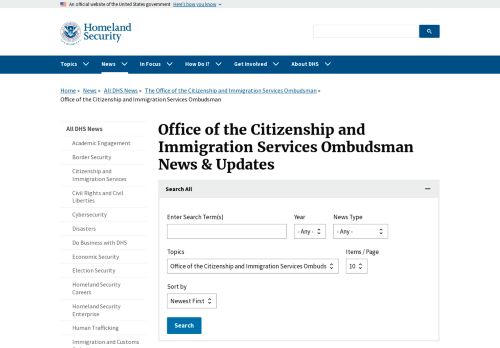 An official website of the United States government Here's how you know
Homeland
Security
Topics News In Focus How Do I? Get Involved About DHS
Home » News » All DHS News » The Office of the Citizenship and Immigration Services Ombudsman »
Office of the Citizenship and Immigration Services Ombudsman
All DHS News
Academic Engagement
Border Security
Citizenship and
Immigration Services
Civil Rights and Civil
Liberties
Cybersecurity
Disasters
Do Business with DHS
Economic Security
Election Security
Homeland Security
Careers
Homeland Security
Enterprise
Human Trafficking
Immigration and Customs
Office of the Citizenship and
Immigration Services Ombudsman
News & Updates
Search All
Enter Search Term(s) Year News Type
- Any - - Any -
Topics Items / Page
Office of the Citizenship and Immigration Services Ombuds 10
Sort by
Newest First
Search